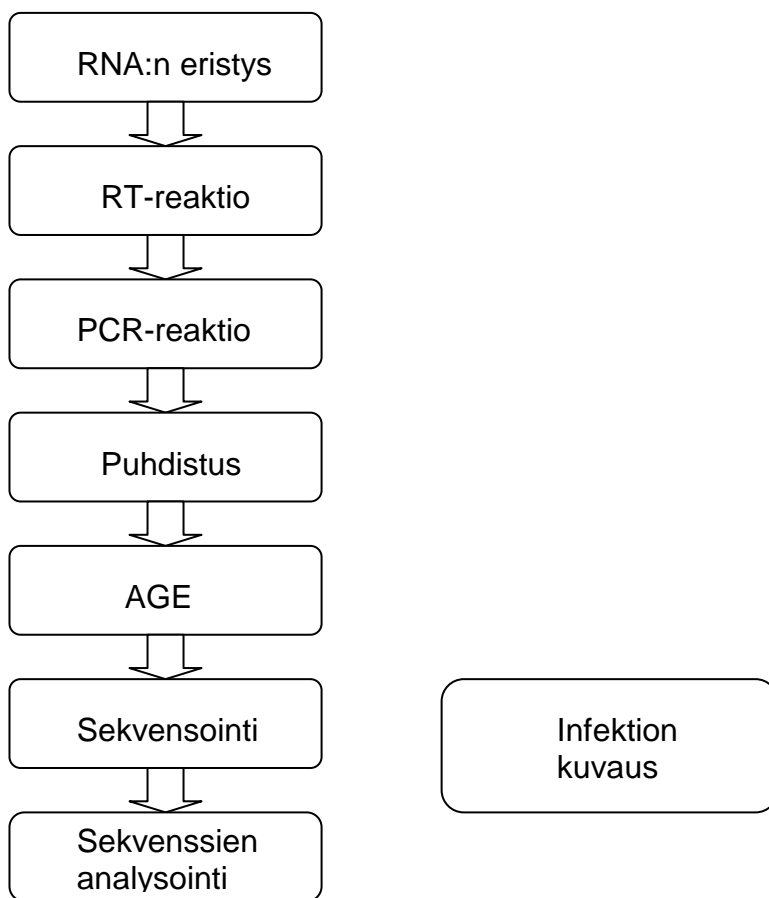 RNA:n eristys
RT-reaktio
PCR-reaktio
Puhdistus
AGE
Sekvensointi
Infektion
kuvaus
Sekvenssien
analysointi